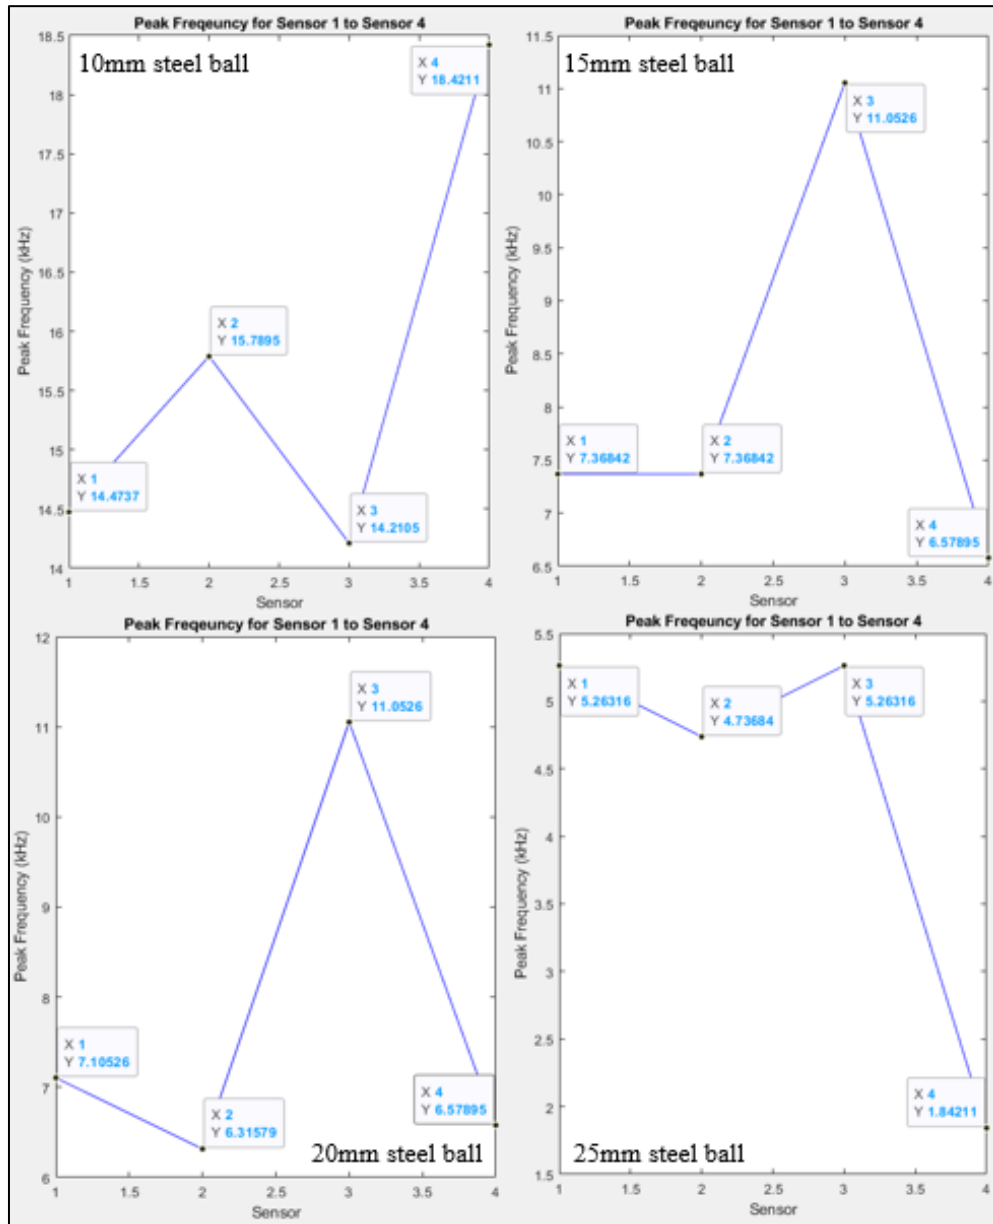 Peak Freqeuncy for Sensor 1 to Sensor 4
10mm steel ball
18.5
18
17.5
17
16.5
16
15.5
15
14.5
14
Peak Frequency (kHz)
X 1
Y 14.4737
X 2
Y 15.7895
X 3
Y 14.2105
X 4
Y 18.4211
1 1.5 2 2.5 3 3.5 4
Sensor
Peak Freqeuncy for Sensor 1 to Sensor 4
15mm steel ball
11.5
11
10.5
10
9.5
9
8.5
8
7.5
7
6.5
Peak Frequency (kHz)
X 1
Y 7.36842
X 2
Y 7.36842
X 3
Y 11.0526
X 4
Y 6.57895
1 1.5 2 2.5 3 3.5 4
Sensor
Peak Freqeuncy for Sensor 1 to Sensor 4
12
11
10
9
8
7
6
Peak Frequency (kHz)
X 1
Y 7.10526
X 2
Y 6.31579
X 3
Y 11.0526
X 4
Y 6.57895
20mm steel ball
1 1.5 2 2.5 3 3.5 4
Sensor
Peak Freqeuncy for Sensor 1 to Sensor 4
5.5
5
4.5
4
3.5
3
2.5
2
1.5
Peak Frequency (kHz)
X 1
Y 5.26316
X 2
Y 4.73684
X 3
Y 5.26316
X 4
Y 1.84211
25mm steel ball
1 1.5 2 2.5 3 3.5 4
Sensor